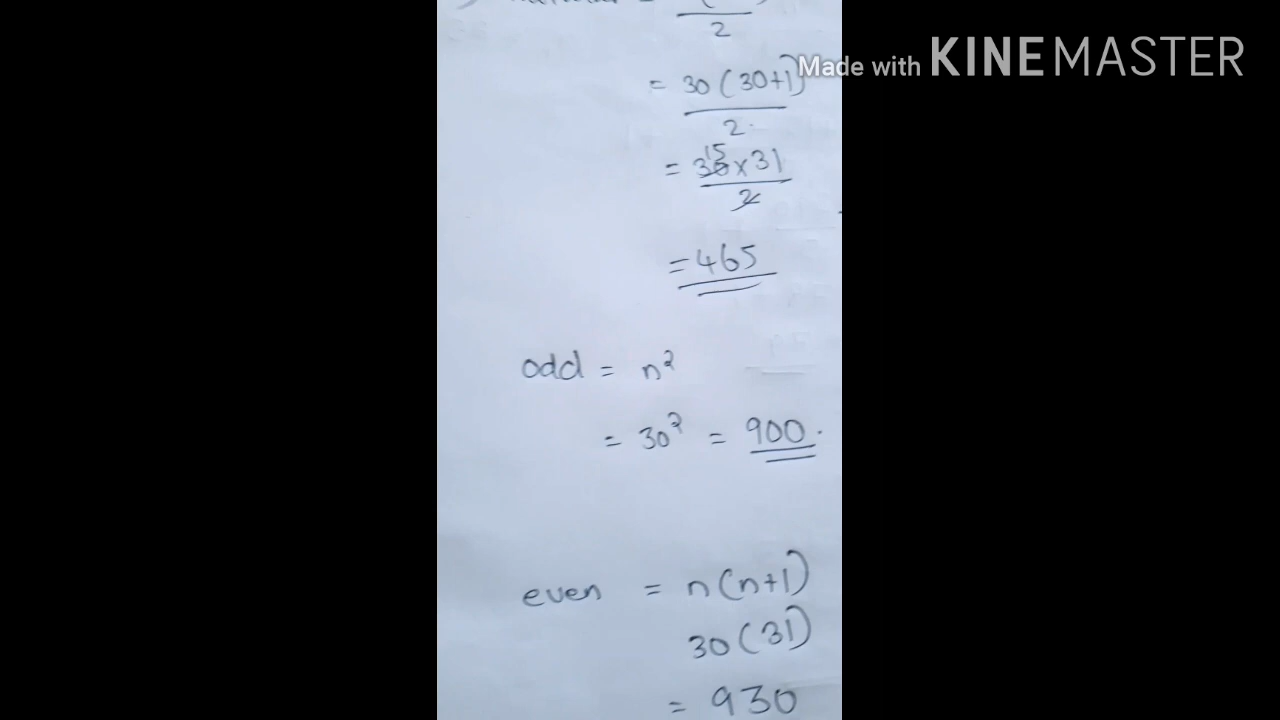 2
Made with KINEMASTER
= 30 (30+1)
2.
15
= 30 x 31
2
= 465
odd = n²
= 30² = 900.
even = n(n+1)
30 (31)
= 930